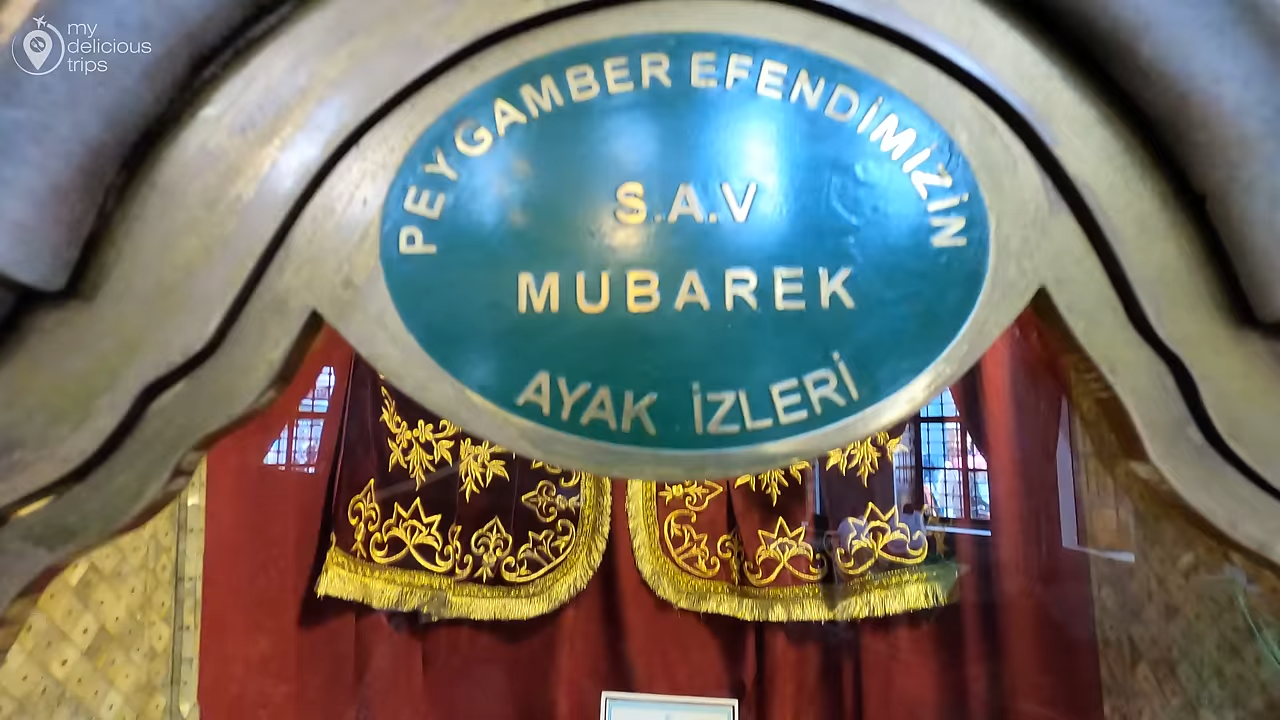 my
delicious
trips
PEYGAMBER EFENDİMİZİN
S.A.V
MUBAREK
AYAK İZLERİ